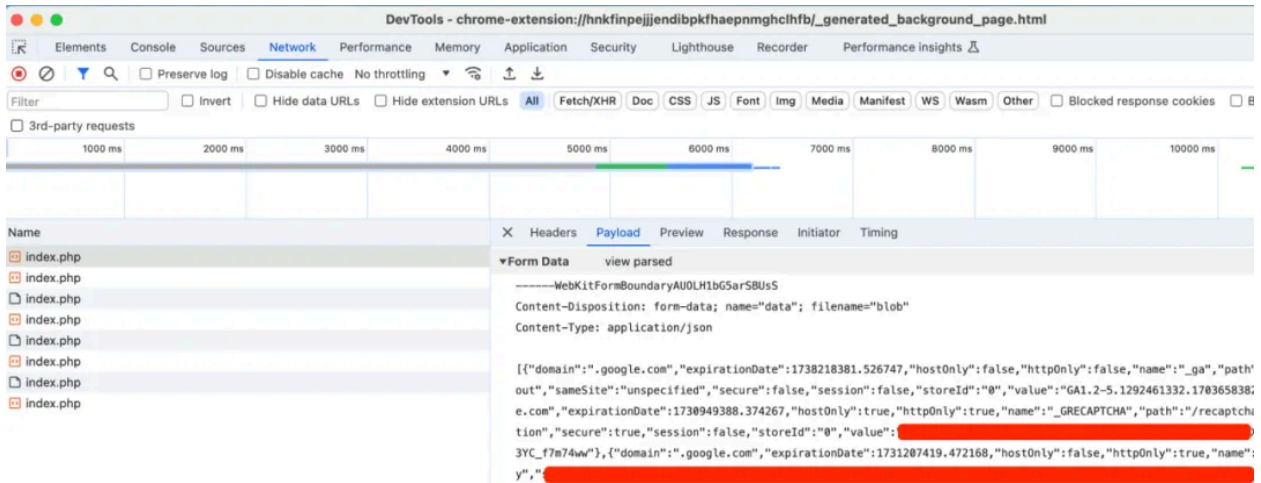 DevTools - chrome-extension://hnkfinpejjjendibpkfhaepnmghclhfb/_generated_background_page.html
Elements Console Sources Network Performance Memory Application Security Lighthouse Recorder Performance insights
Preserve log Disable cache No throttling
Filter Invert Hide data URLs Hide extension URLs All Fetch/XHR Doc CSS JS Font Img Media Manifest WS Wasm Other Blocked response cookies
3rd-party requests
1000 ms 2000 ms 3000 ms 4000 ms 5000 ms 6000 ms 7000 ms 8000 ms 9000 ms 10000 ms
Name
index.php
index.php
index.php
index.php
index.php
index.php
index.php
index.php
Headers Payload Preview Response Initiator Timing
▼Form Data view parsed
------WebKitFormBoundaryAUOLH1bG5arSBUsS
Content-Disposition: form-data; name="data"; filename="blob"
Content-Type: application/json
[{"domain":".google.com","expirationDate":1738218381.526747,"hostOnly":false,"httpOnly":false,"name":"_ga","path"
out","sameSite":"unspecified","secure":false,"session":false,"storeId":"0","value":"GA1.2-5.1292461332.1703658382
e.com","expirationDate":1730949388.374267,"hostOnly":true,"httpOnly":true,"name":"_GRECAPTCHA","path":"/recaptcha
tion","secure":true,"session":false,"storeId":"0","value":
3YC_f7m74ww"},{"domain":".google.com","expirationDate":1731207419.472168,"hostOnly":false,"httpOnly":true,"name":
y","